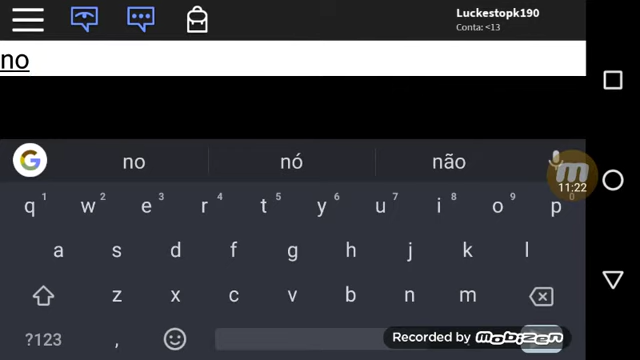 Luckestopk190
Conta: <13
no
no nó não
11:22
q1 w2 e3 r4 t5 y6 u7 i8 o9 p0
a s d f g h j k l
z x c v b n m
?123 ,
Recorded by mobizen